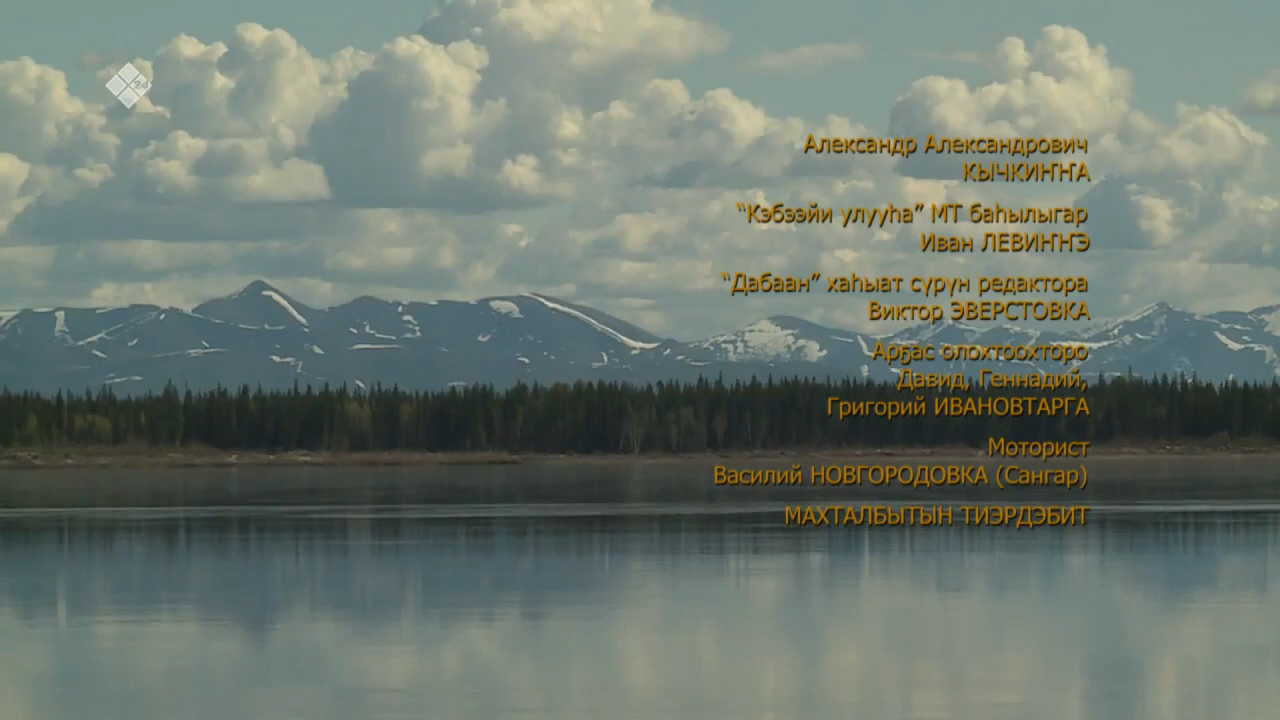 24
Александр Александрович
КЫЧКИҤҤА
“Кэбээйи улууһа” МТ баһылыгар
Иван ЛЕВИҤҤЭ
“Дабаан” хаһыат сүрүн редактора
Виктор ЭВЕРСТОВКА
Арҕас олохтоохторо
Давид, Геннадий,
Григорий ИВАНОВТАРГА
Моторист
Василий НОВГОРОДОВКА (Сангар)
МАХТАЛБЫТЫН ТИЭРДЭБИТ